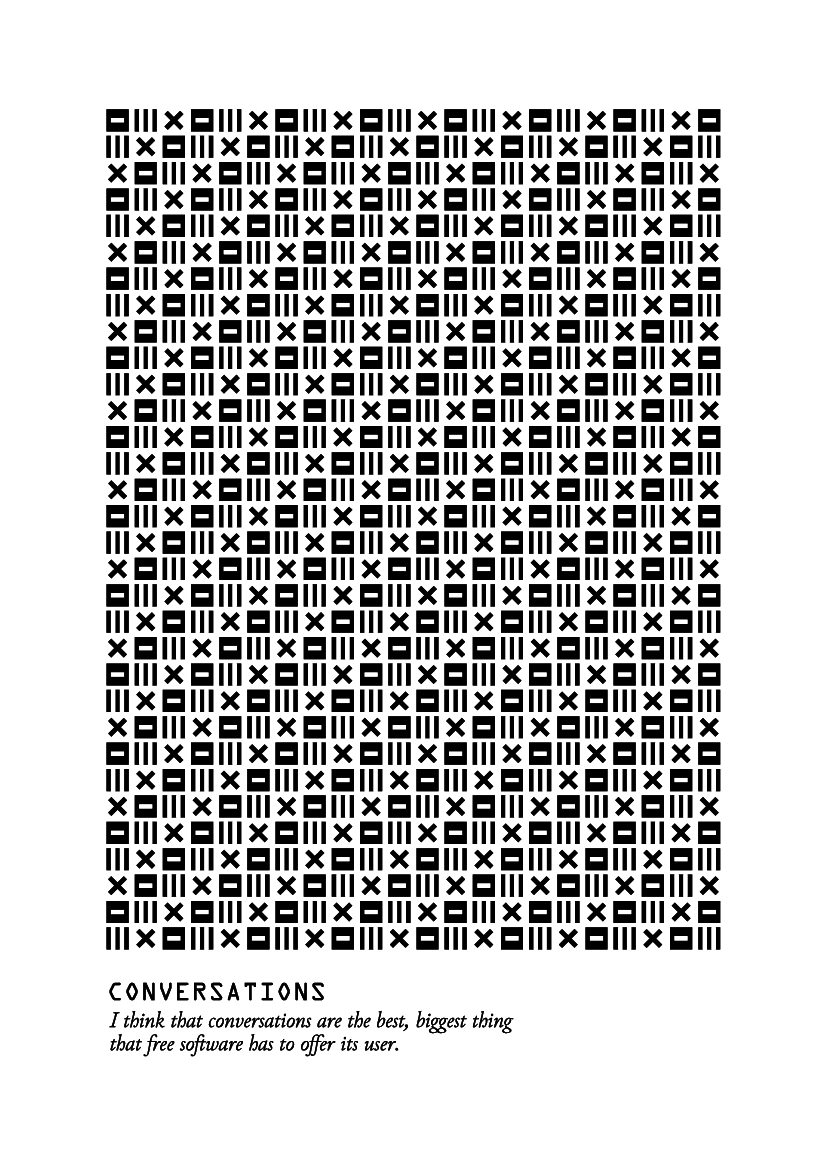 CONVERSATIONS
I think that conversations are the best, biggest thing
that free software has to offer its user.